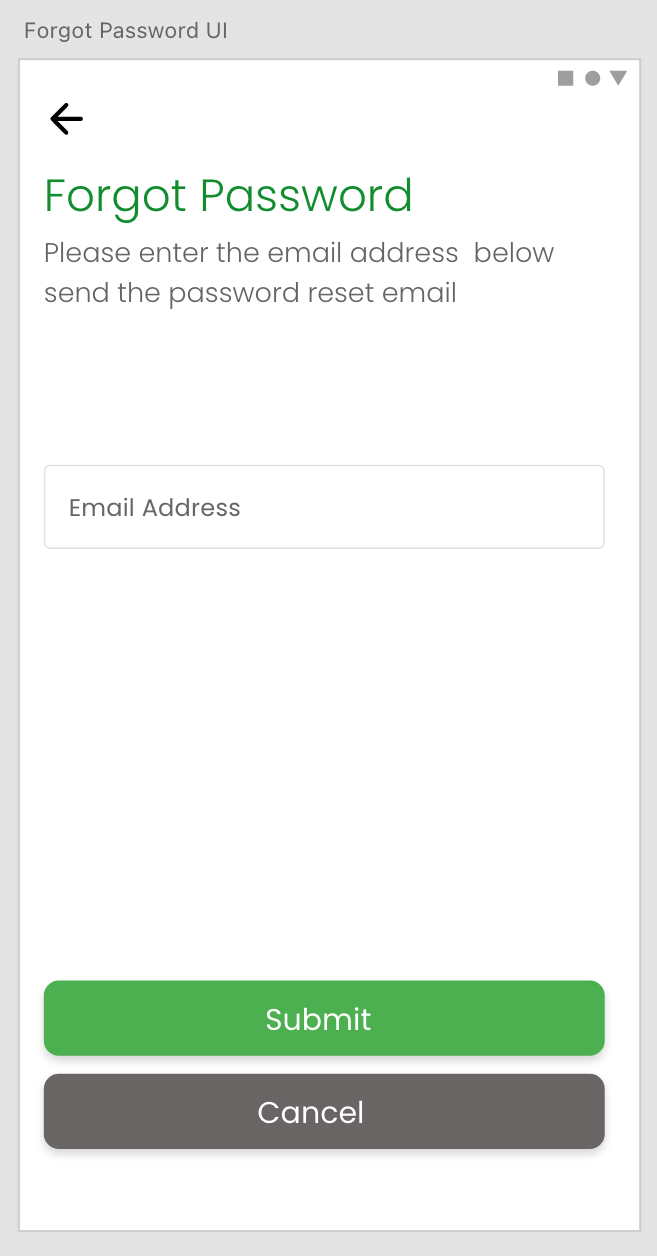 Forgot Password UI
Forgot Password
Please enter the email address  below
send the password reset email
Email Address
Submit
Cancel